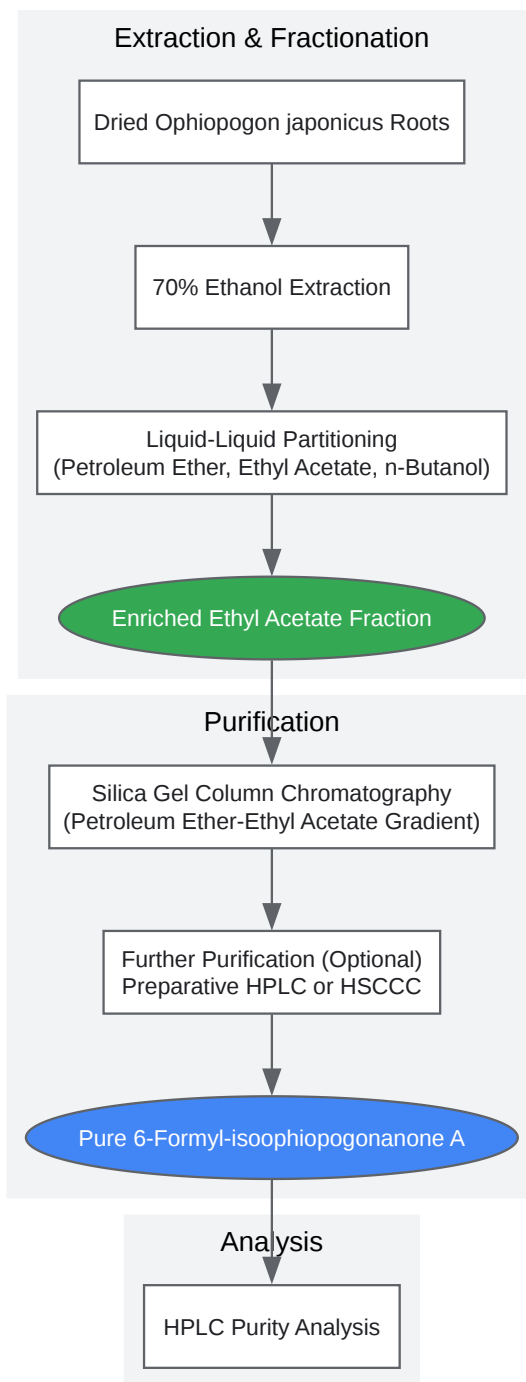 Extraction & Fractionation
Dried Ophiopogon japonicus Roots
70% Ethanol Extraction
Liquid-Liquid Partitioning
(Petroleum Ether, Ethyl Acetate, n-Butanol)
Enriched Ethyl Acetate Fraction
Purification
Silica Gel Column Chromatography
(Petroleum Ether-Ethyl Acetate Gradient)
Further Purification (Optional)
Preparative HPLC or HSCCC
Pure 6-Formyl-isoophiopogonanone A
Analysis
HPLC Purity Analysis